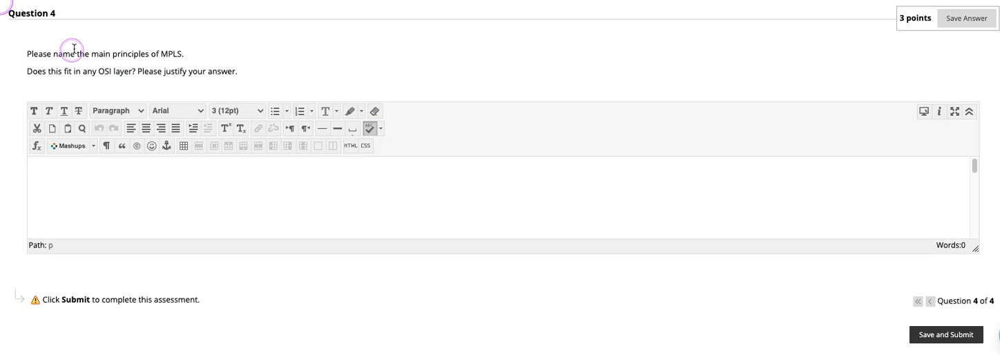 Question 4
3 points Save Answer
Please name the main principles of MPLS.
Does this fit in any OSI layer? Please justify your answer.
T T T T Paragraph Arial 3 (12pt) T
ABC
Mashups HTML CSS
Path: p Words:0
Click Submit to complete this assessment.
Question 4 of 4
Save and Submit